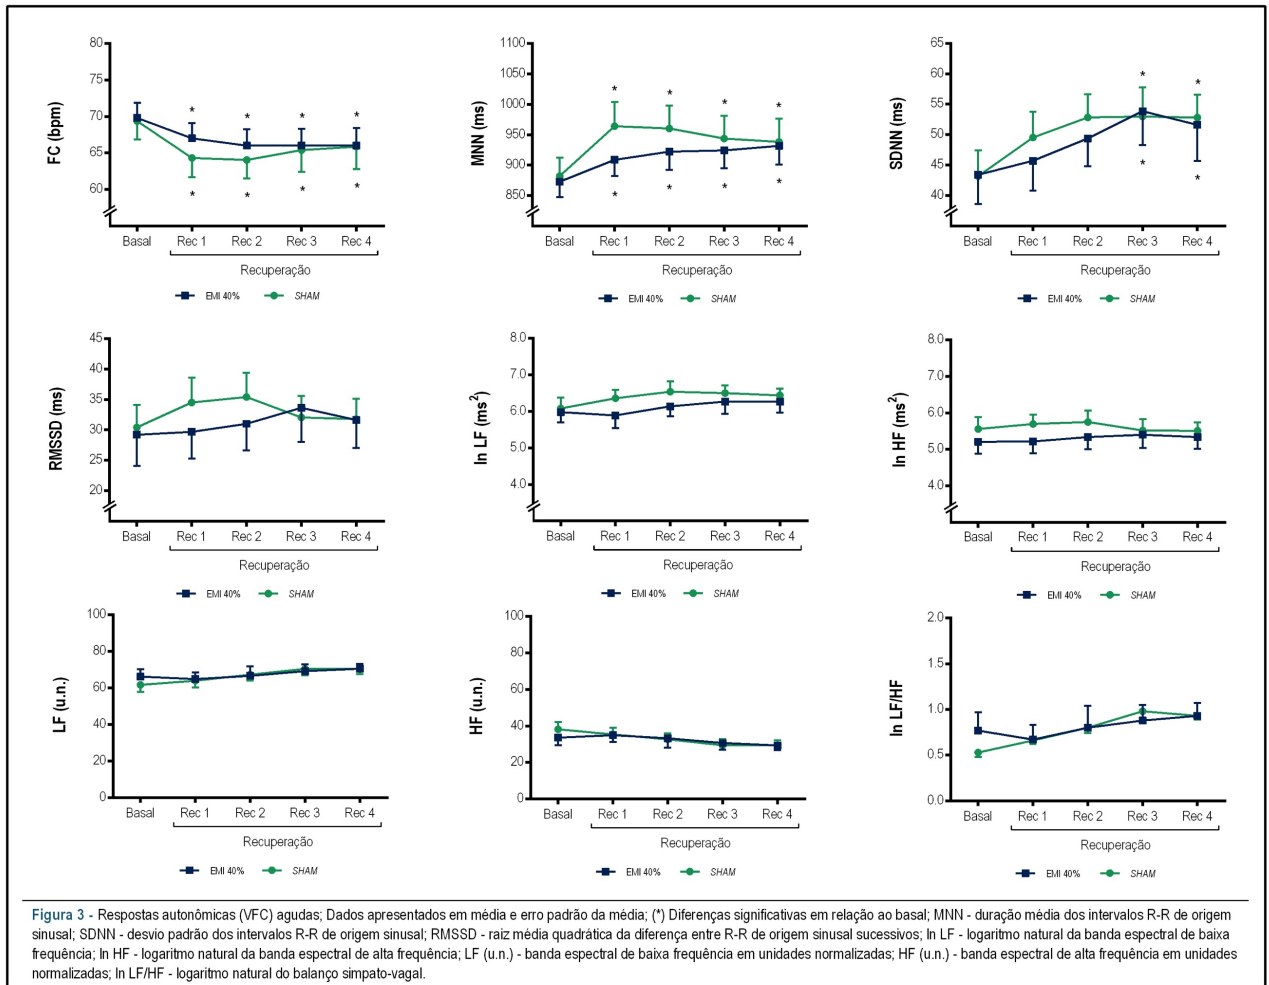 80
75
70
65
60
FC (bpm)
* * * *
* * * *
Basal Rec 1 Rec 2 Rec 3 Rec 4
Recuperação
EMI 40% SHAM
1100
1050
1000
950
900
850
MNN (ms)
* * * *
* * * *
Basal Rec 1 Rec 2 Rec 3 Rec 4
Recuperação
EMI 40% SHAM
65
60
55
50
45
40
SDNN (ms)
* *
* *
Basal Rec 1 Rec 2 Rec 3 Rec 4
Recuperação
EMI 40% SHAM
45
40
35
30
25
20
RMSSD (ms)
Basal Rec 1 Rec 2 Rec 3 Rec 4
Recuperação
EMI 40% SHAM
8.0
7.0
6.0
5.0
4.0
ln LF (ms²)
Basal Rec 1 Rec 2 Rec 3 Rec 4
Recuperação
EMI 40% SHAM
8.0
7.0
6.0
5.0
4.0
ln HF (ms²)
Basal Rec 1 Rec 2 Rec 3 Rec 4
Recuperação
EMI 40% SHAM
100
80
60
40
20
0
LF (u.n.)
Basal Rec 1 Rec 2 Rec 3 Rec 4
Recuperação
EMI 40% SHAM
100
80
60
40
20
0
HF (u.n.)
Basal Rec 1 Rec 2 Rec 3 Rec 4
Recuperação
EMI 40% SHAM
2.0
1.5
1.0
0.5
0.0
ln LF/HF
Basal Rec 1 Rec 2 Rec 3 Rec 4
Recuperação
EMI 40% SHAM
Figura 3 - Respostas autonômicas (VFC) agudas; Dados apresentados em média e erro padrão da média; (*) Diferenças significativas em relação ao basal; MNN - duração média dos intervalos R-R de origem
sinusal; SDNN - desvio padrão dos intervalos R-R de origem sinusal; RMSSD - raiz média quadrática da diferença entre R-R de origem sinusal sucessivos; ln LF - logaritmo natural da banda espectral de baixa
frequência; ln HF - logaritmo natural da banda espectral de alta frequência; LF (u.n.) - banda espectral de baixa frequência em unidades normalizadas; HF (u.n.) - banda espectral de alta frequência em unidades
normalizadas; ln LF/HF - logaritmo natural do balanço simpato-vagal.